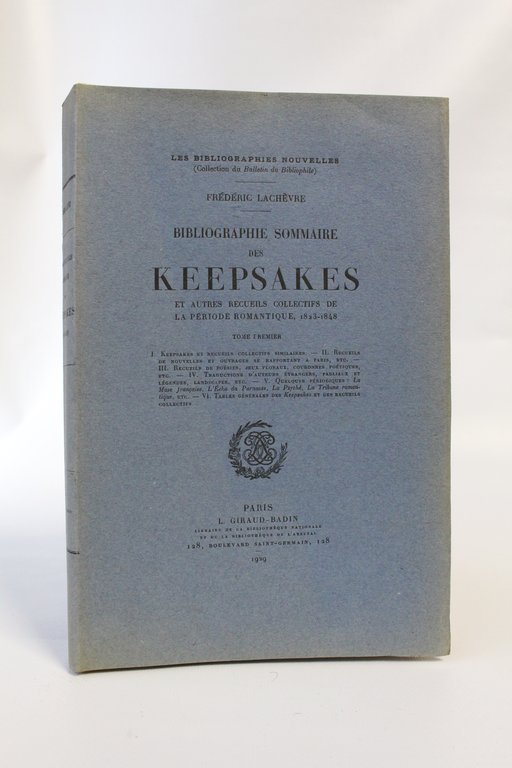 LES BIBLIOGRAPHIES NOUVELLES
(Collection du Bulletin du Bibliophile)
FRÉDÉRIC LACHÈVRE
BIBLIOGRAPHIE SOMMAIRE
DES
KEEPSAKES
ET AUTRES RECUEILS COLLECTIFS DE
LA PÉRIODE ROMANTIQUE, 1823-1848
TOME PREMIER
I. KEEPSAKES ET RECUEILS COLLECTIFS SIMILAIRES. — II. RECUEILS
DE NOUVELLES ET OUVRAGES SE RAPPORTANT A PARIS, ETC. —
III. RECUEILS DE POÉSIES, JEUX FLORAUX, COURONNES POÉTIQUES,
ETC. — IV. TRADUCTIONS D'AUTEURS ÉTRANGERS, FABLIAUX ET
LÉGENDES, LANDSCAPES, ETC. — V. QUELQUES PÉRIODIQUES : La
Muse française, L'Écho du Parnasse, La Psyché, La Tribune roman-
tique, ETC. — VI. TABLES GÉNÉRALES DES Keepsakes ET DES RECUEILS
COLLECTIFS
PARIS
L. GIRAUD-BADIN
LIBRAIRE DE LA BIBLIOTHÈQUE NATIONALE
ET DE LA BIBLIOTHÈQUE DE L'ARSENAL
128, BOULEVARD SAINT-GERMAIN, 128
1929